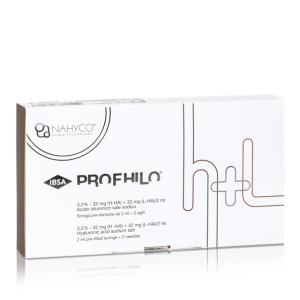 NAHYCO®
HYBRID TECHNOLOGY
IBSA PROFHILO®
h+L
3.2% - 32 mg (H-HA) + 32 mg (L-HA)/2 ml
Acido ialuronico sale sodico
Siringa pre-riempita da 2 ml + 2 aghi
3.2% - 32 mg (H-HA) + 32 mg (L-HA)/2 ml
Hyaluronic acid sodium salt
2 ml pre-filled syringe + 2 needles